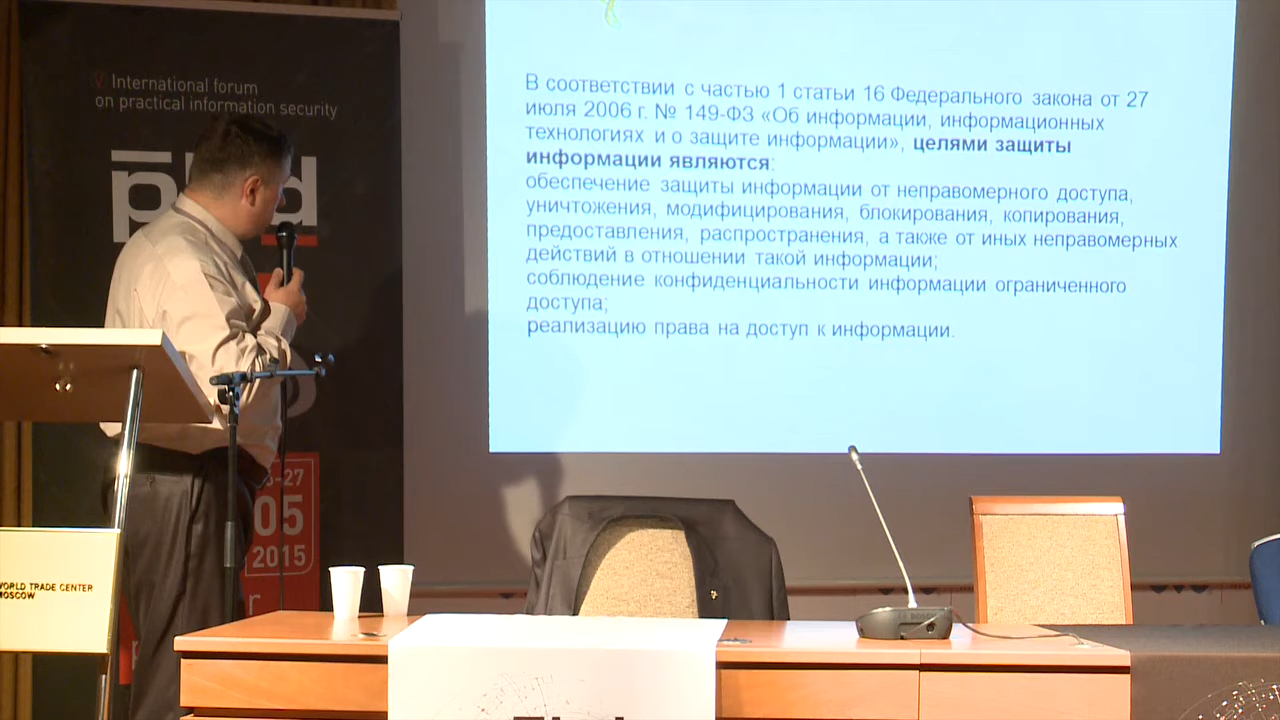 V International forum
on practical information security
phd
26-27
05
2015
WORLD TRADE CENTER
MOSCOW
В соответствии с частью 1 статьи 16 Федерального закона от 27
июля 2006 г. № 149-ФЗ «Об информации, информационных
технологиях и о защите информации», целями защиты
информации являются:
обеспечение защиты информации от неправомерного доступа,
уничтожения, модифицирования, блокирования, копирования,
предоставления, распространения, а также от иных неправомерных
действий в отношении такой информации;
соблюдение конфиденциальности информации ограниченного
доступа;
реализацию права на доступ к информации.